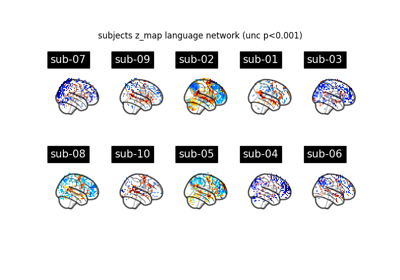 subjects z_map language network (unc p<0.001)
sub-07 sub-09 sub-02 sub-01 sub-03
sub-08 sub-10 sub-05 sub-04 sub-06